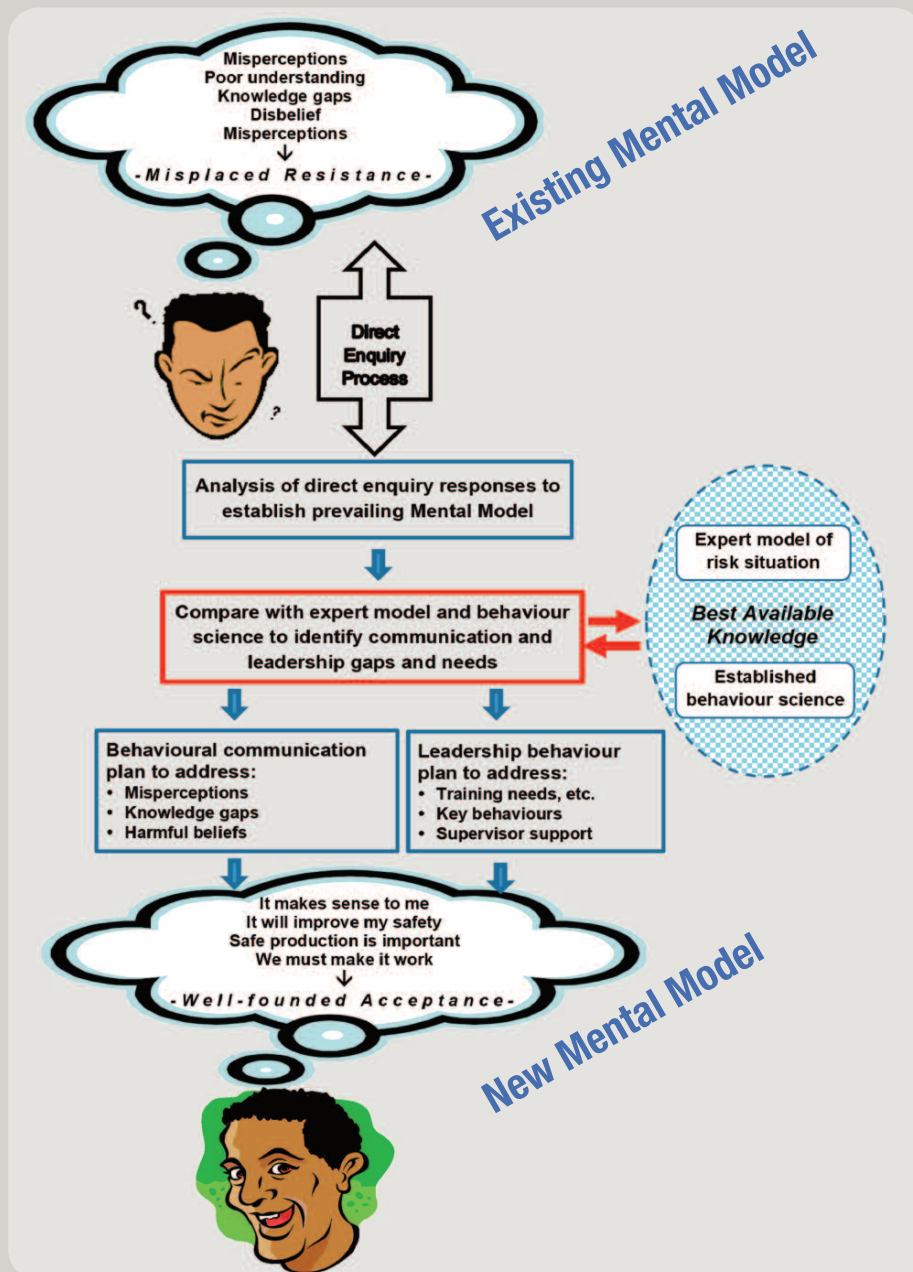 Misperceptions
Poor understanding
Knowledge gaps
Disbelief
Misperceptions
↓
-Misplaced Resistance-
Existing Mental Model
?
?
Direct
Enquiry
Process
Analysis of direct enquiry responses to
establish prevailing Mental Model
Compare with expert model and behaviour
science to identify communication and
leadership gaps and needs
Expert model of
risk situation
Best Available
Knowledge
Established
behaviour science
Behavioural communication
plan to address:
• Misperceptions
• Knowledge gaps
• Harmful beliefs
Leadership behaviour
plan to address:
• Training needs, etc.
• Key behaviours
• Supervisor support
It makes sense to me
It will improve my safety
Safe production is important
We must make it work
↓
-Well-founded Acceptance-
New Mental Model